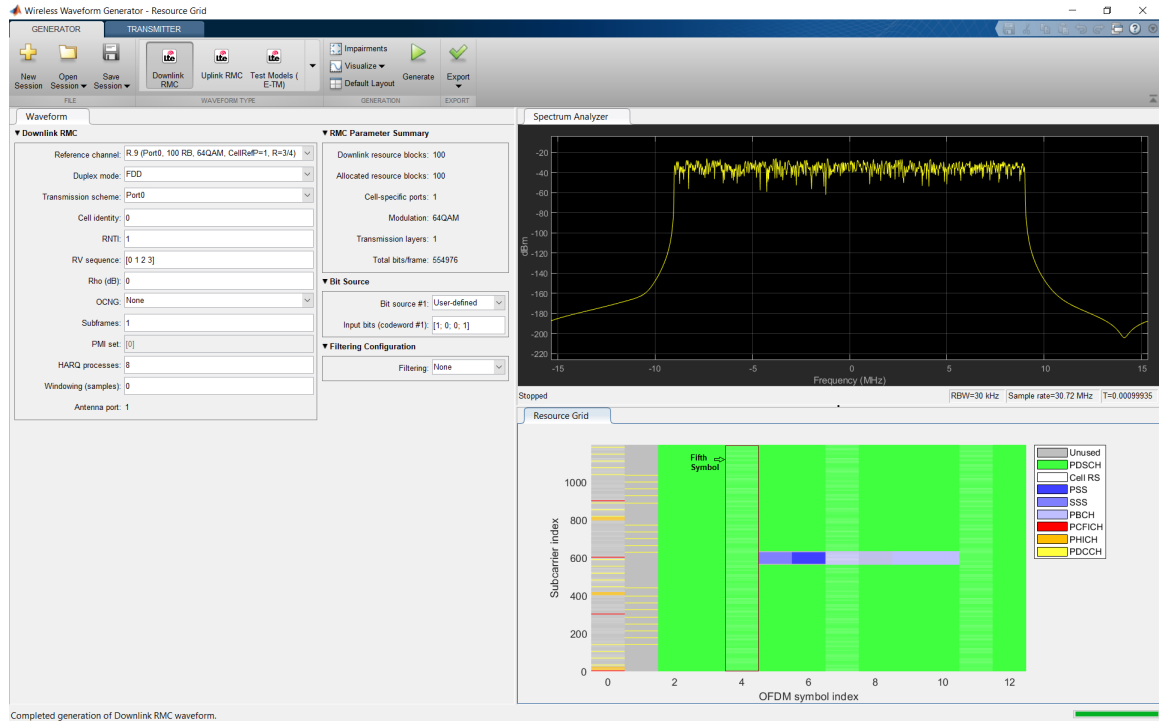 Wireless Waveform Generator - Resource Grid
GENERATOR
TRANSMITTER
New Session
Open Session
Save Session
lte
lte
lte
Downlink RMC
Uplink RMC
Test Models ( E-TM)
Impairments
Visualize
Default Layout
Generate
Export
FILE
WAVEFORM TYPE
GENERATION
EXPORT
Waveform
Downlink RMC
Reference channel: R.9 (Port0, 100 RB, 64QAM, CellRefP=1, R=3/4)
Duplex mode: FDD
Transmission scheme: Port0
Cell identity: 0
RNTI: 1
RV sequence: [0 1 2 3]
Rho (dB): 0
OCNG: None
Subframes: 1
PMI set: [0]
HARQ processes: 8
Windowing (samples): 0
Antenna port: 1
RMC Parameter Summary
Downlink resource blocks: 100
Allocated resource blocks: 100
Cell-specific ports: 1
Modulation: 64QAM
Transmission layers: 1
Total bits/frame: 554976
Bit Source
Bit source #1: User-defined
Input bits (codeword #1): [1; 0; 0; 1]
Filtering Configuration
Filtering: None
Spectrum Analyzer
-20
-40
-60
-80
-100
-120
-140
-160
-180
-200
-220
dBm
-15
-10
-5
0
5
10
15
Frequency (MHz)
Stopped
RBW=30 kHz
Sample rate=30.72 MHz
T=0.00099935
Resource Grid
Fifth
Symbol
1000
800
600
400
200
0
Subcarrier index
0
2
4
6
8
10
12
OFDM symbol index
Unused
PDSCH
Cell RS
PSS
SSS
PBCH
PCFICH
PHICH
PDCCH
Completed generation of Downlink RMC waveform.